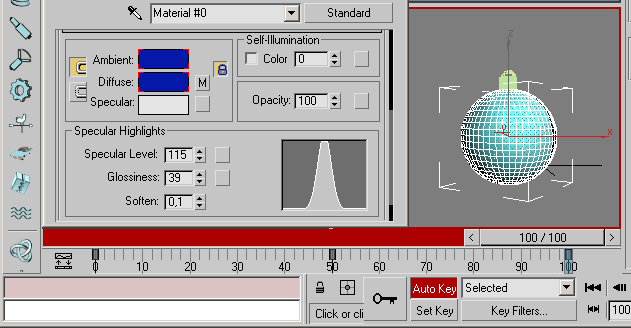 Material #0 Standard
Self-Illumination
Ambient: Color 0
Diffuse: M
Specular: Opacity: 100
Specular Highlights
Specular Level: 115
Glossiness: 39
Soften: 0,1
z
x
< 100 / 100 >
0 10 20 30 40 50 60 70 80 90 100
Auto Key Selected
Click or cli Set Key Key Filters... 100